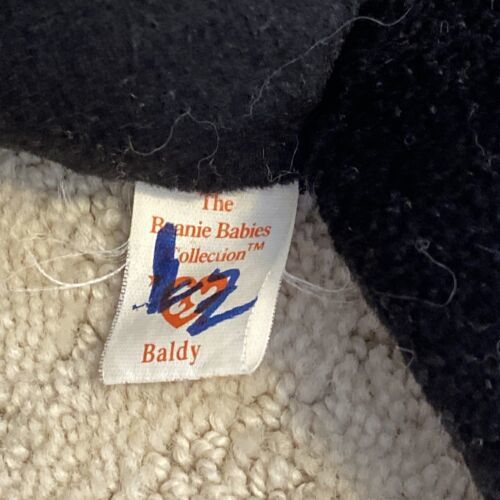 The
Beanie Babies
Collection™
Baldy